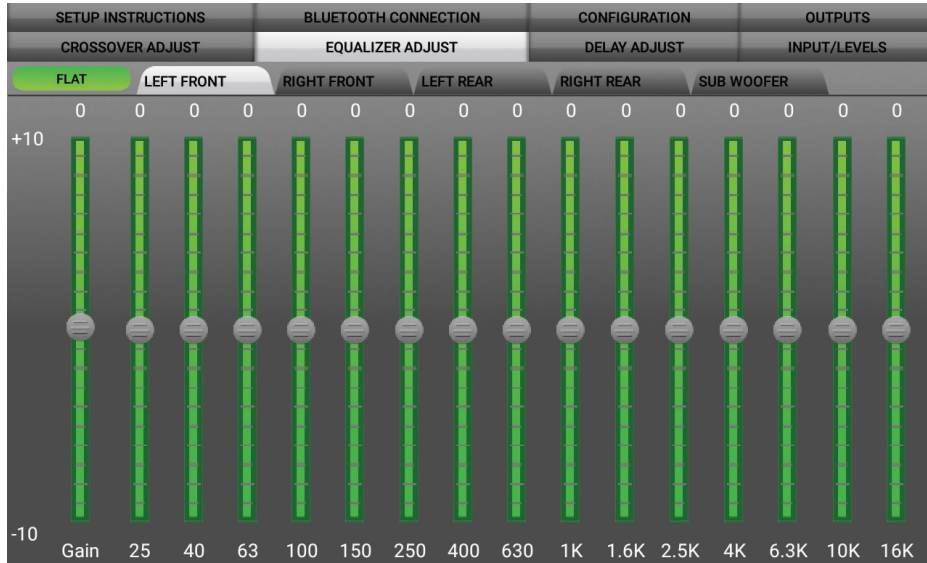 SETUP INSTRUCTIONS BLUETOOTH CONNECTION CONFIGURATION OUTPUTS
CROSSOVER ADJUST EQUALIZER ADJUST DELAY ADJUST INPUT/LEVELS
FLAT LEFT FRONT RIGHT FRONT LEFT REAR RIGHT REAR SUB WOOFER
0 0 0 0 0 0 0 0 0 0 0 0 0 0 0 0
+10
-10
Gain 25 40 63 100 150 250 400 630 1K 1.6K 2.5K 4K 6.3K 10K 16K